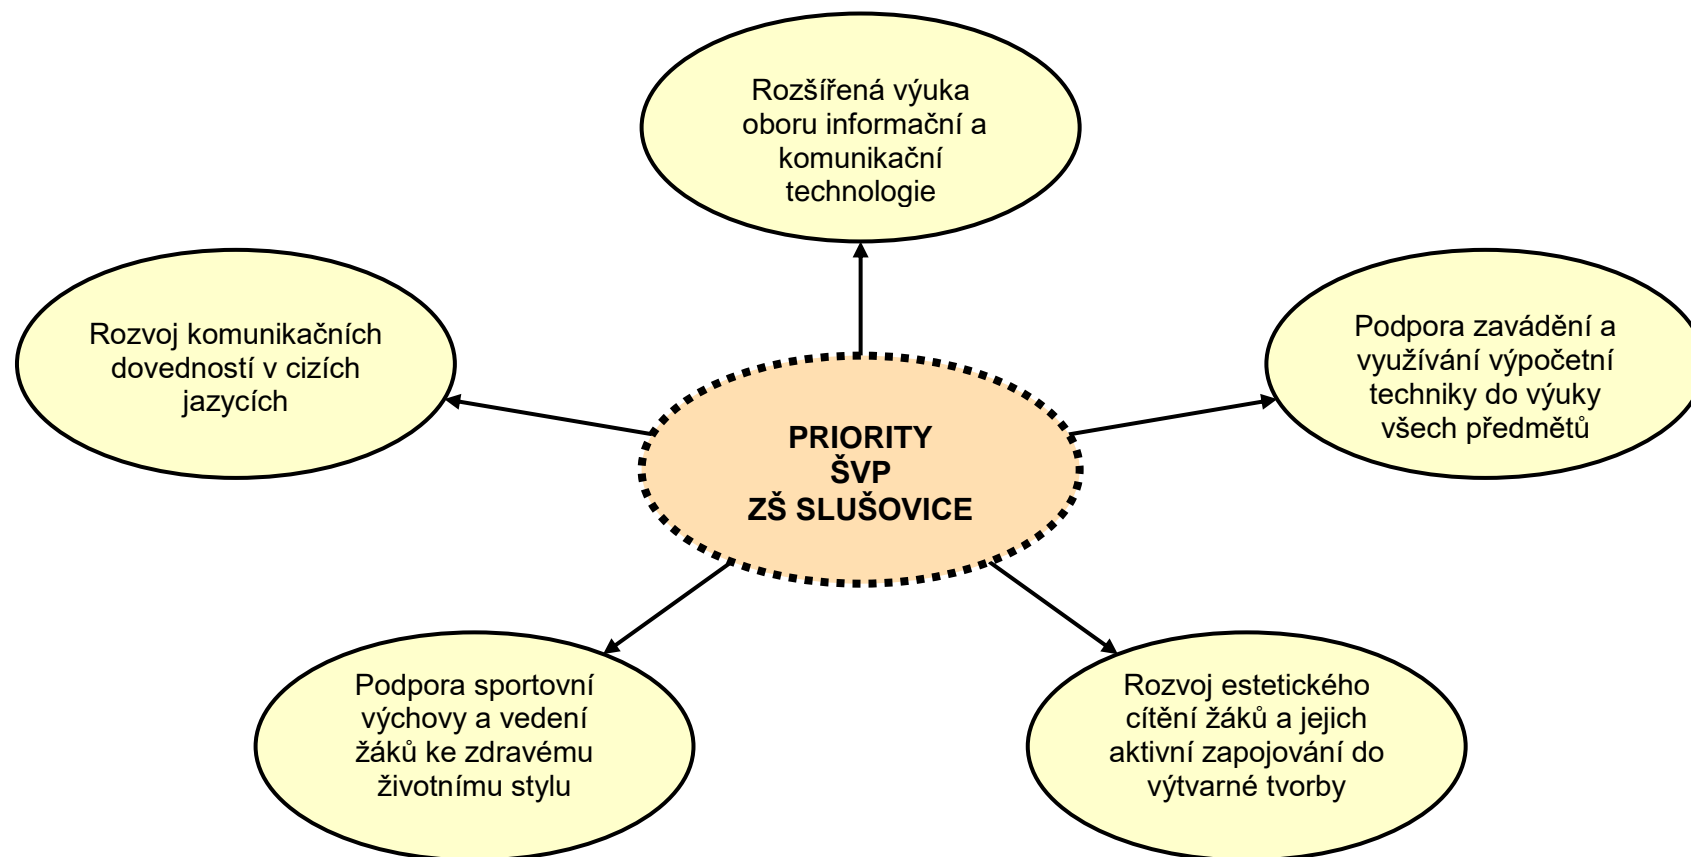 Rozšířená výuka
oboru informační a
komunikační
technologie
Rozvoj komunikačních
dovedností v cizích
jazycích
Podpora zavádění a
využívání výpočetní
techniky do výuky
všech předmětů
PRIORITY
ŠVP
ZŠ SLUŠOVICE
Podpora sportovní
výchovy a vedení
žáků ke zdravému
životnímu stylu
Rozvoj estetického
cítění žáků a jejich
aktivní zapojování do
výtvarné tvorby